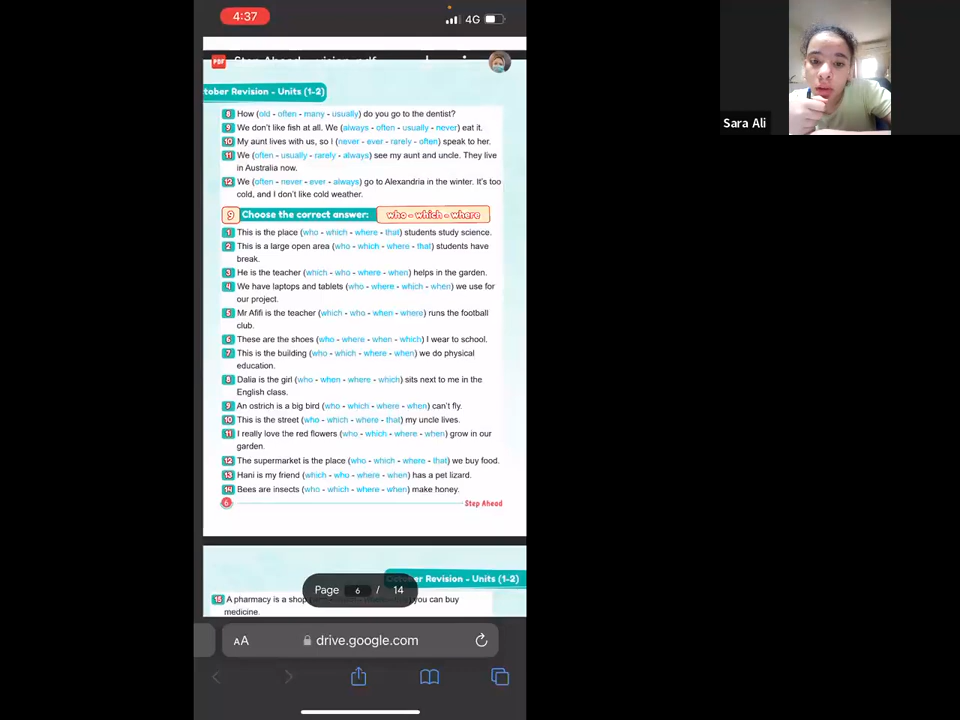 4:37
4G
PDF
tober Revision - Units (1-2)
8 How (old - often - many - usually) do you go to the dentist?
9 We don't like fish at all. We (always - often - usually - never) eat it.
10 My aunt lives with us, so I (never - ever - rarely - often) speak to her.
11 We (often - usually - rarely - always) see my aunt and uncle. They live
in Australia now.
12 We (often - never - ever - always) go to Alexandria in the winter. It's too
cold, and I don't like cold weather.
9 Choose the correct answer: who - which - where
1 This is the place (who - which - where - that) students study science.
2 This is a large open area (who - which - where - that) students have
break.
3 He is the teacher (which - who - where - when) helps in the garden.
4 We have laptops and tablets (who - where - which - when) we use for
our project.
5 Mr Afifi is the teacher (which - who - when - where) runs the football
club.
6 These are the shoes (who - where - when - which) I wear to school.
7 This is the building (who - which - where - when) we do physical
education.
8 Dalia is the girl (who - when - where - which) sits next to me in the
English class.
9 An ostrich is a big bird (who - which - where - when) can't fly.
10 This is the street (who - which - where - that) my uncle lives.
11 I really love the red flowers (who - which - where - when) grow in our
garden.
12 The supermarket is the place (who - which - where - that) we buy food.
13 Hani is my friend (which - who - where - when) has a pet lizard.
14 Bees are insects (who - which - where - when) make honey.
6 Step Ahead
October Revision - Units (1-2)
Page 6 / 14
15 A pharmacy is a shop you can buy
medicine.
AA drive.google.com
Sara Ali